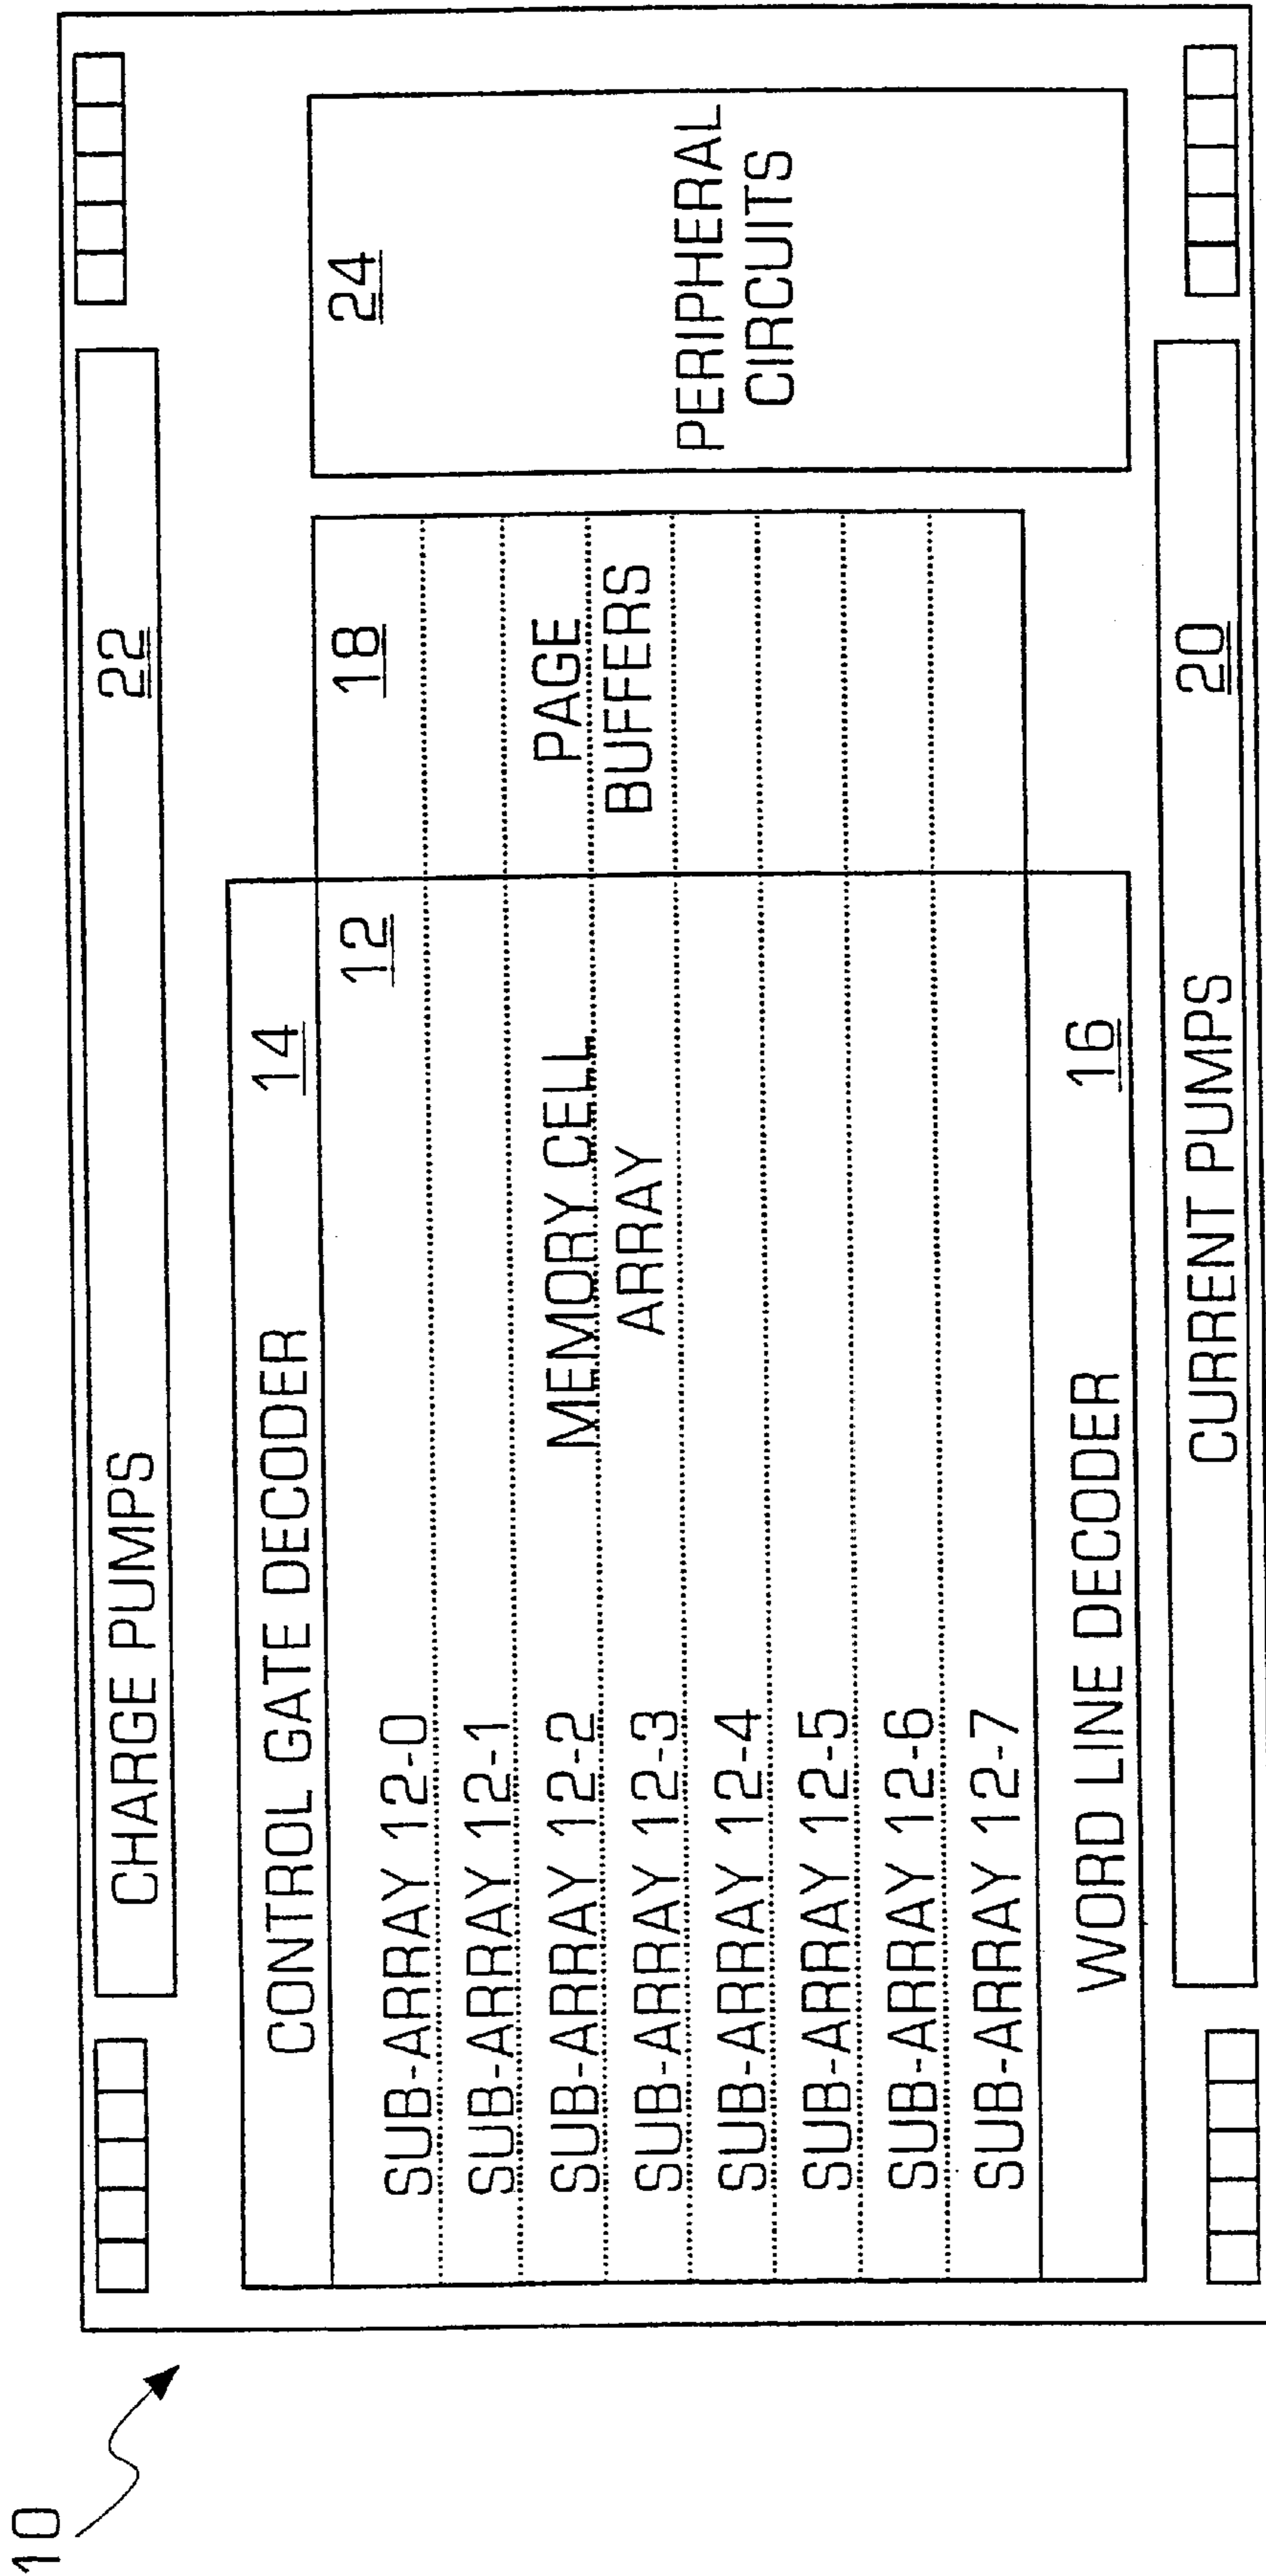 10
CHARGE PUMPS 22
CONTROL GATE DECODER 14
12
18
24
SUB-ARRAY 12-0
SUB-ARRAY 12-1
SUB-ARRAY 12-2
SUB-ARRAY 12-3
SUB-ARRAY 12-4
SUB-ARRAY 12-5
SUB-ARRAY 12-6
SUB-ARRAY 12-7
MEMORY CELL
ARRAY
PAGE
BUFFERS
PERIPHERAL
CIRCUITS
WORD LINE DECODER 16
CURRENT PUMPS 20